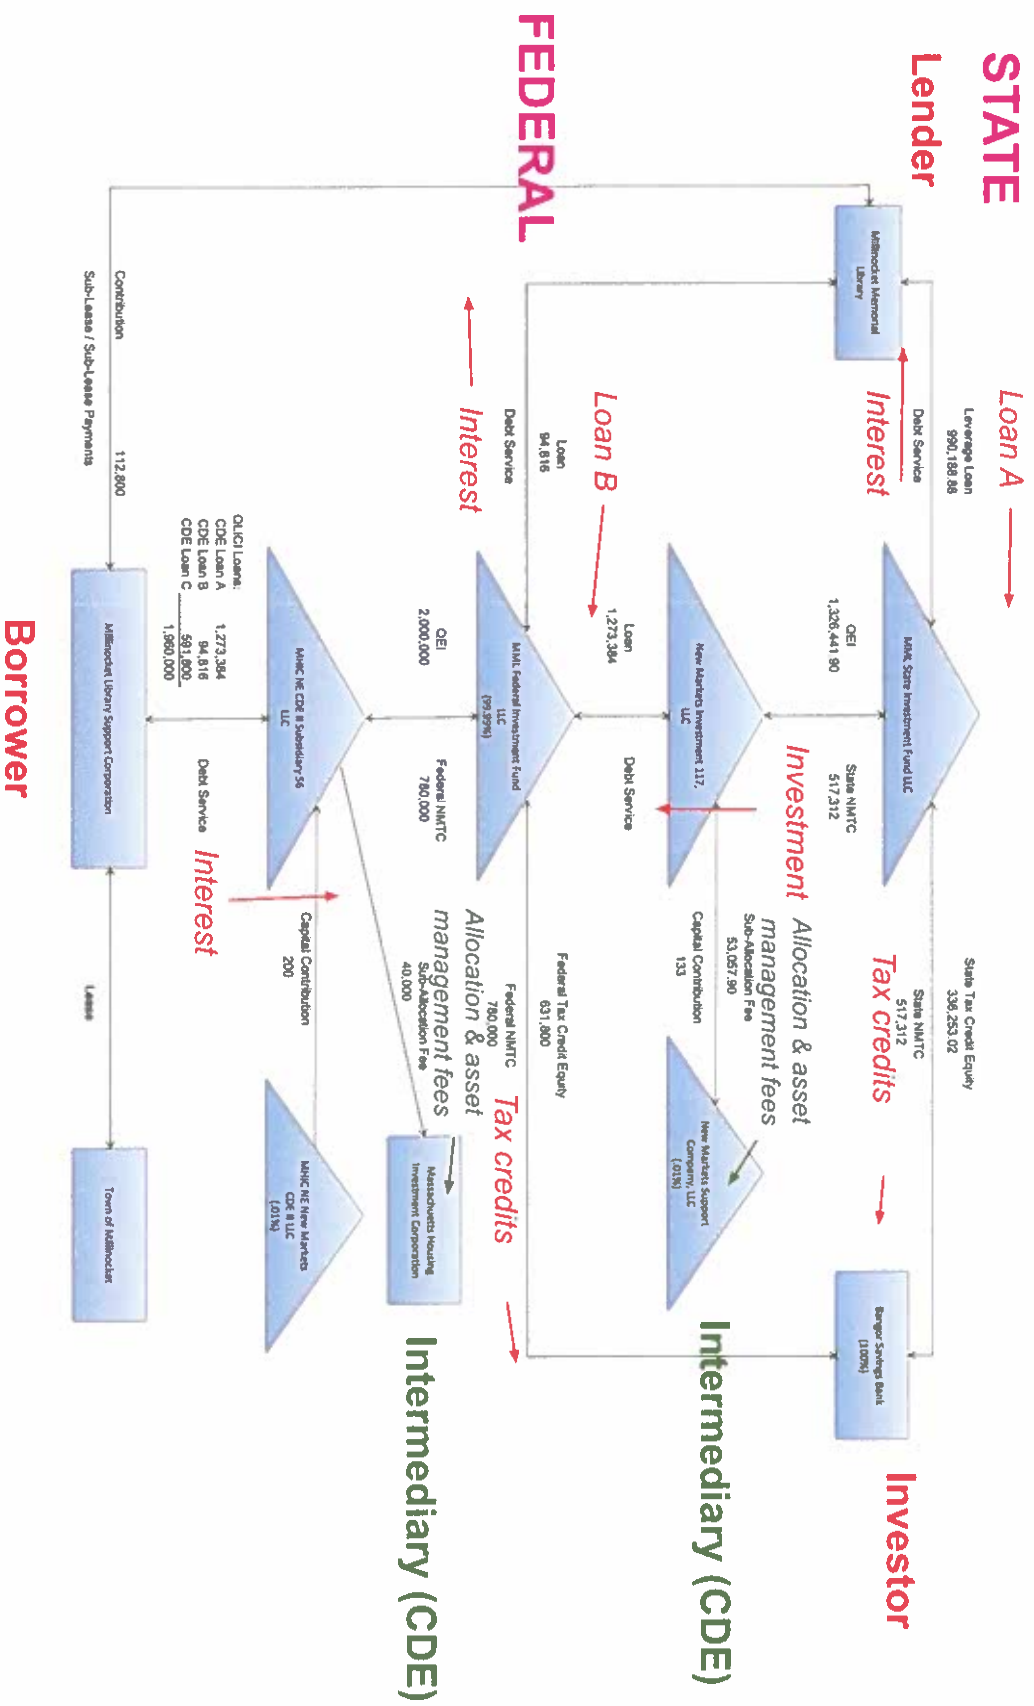 STATE
Lender
Loan A
Leverage Loan
990,188.88
Debt Service
Interest
Millinocket Memorial
Library
MML State Investment Fund LLC
State Tax Credit Equity
336,253.02
State NMTC
517,312
Tax credits
Bangor Savings Bank
(100%)
Investor
QEI
1,326,441.90
State NMTC
517,312
Investment
Allocation & asset
management fees
Sub-Allocation Fee
53,057.90
Capital Contribution
133
New Markets Investment 117,
LLC
New Markets Support
Company, LLC
(.01%)
Intermediary (CDE)
FEDERAL
Loan B
Loan
94,816
Debt Service
Interest
Loan
1,273,384
Debt Service
MML Federal Investment Fund
LLC
(99.99%)
Federal Tax Credit Equity
631,800
Federal NMTC
780,000
Tax credits
QEI
2,000,000
Federal NMTC
780,000
Allocation & asset
management fees
Sub-Allocation Fee
40,000
Massachusetts Housing
Investment Corporation
Intermediary (CDE)
MHIC NE CDE II Subsidiary 56
LLC
Capital Contribution
200
MHIC NE New Markets
CDE II LLC
(.01%)
QLICI Loans:
CDE Loan A 1,273,384
CDE Loan B 94,816
CDE Loan C 591,800
1,960,000
Debt Service
Interest
Contribution 112,800
Sub-Lease / Sub-Lease Payments
Millinocket Library Support Corporation
Lease
Town of Millinocket
Borrower